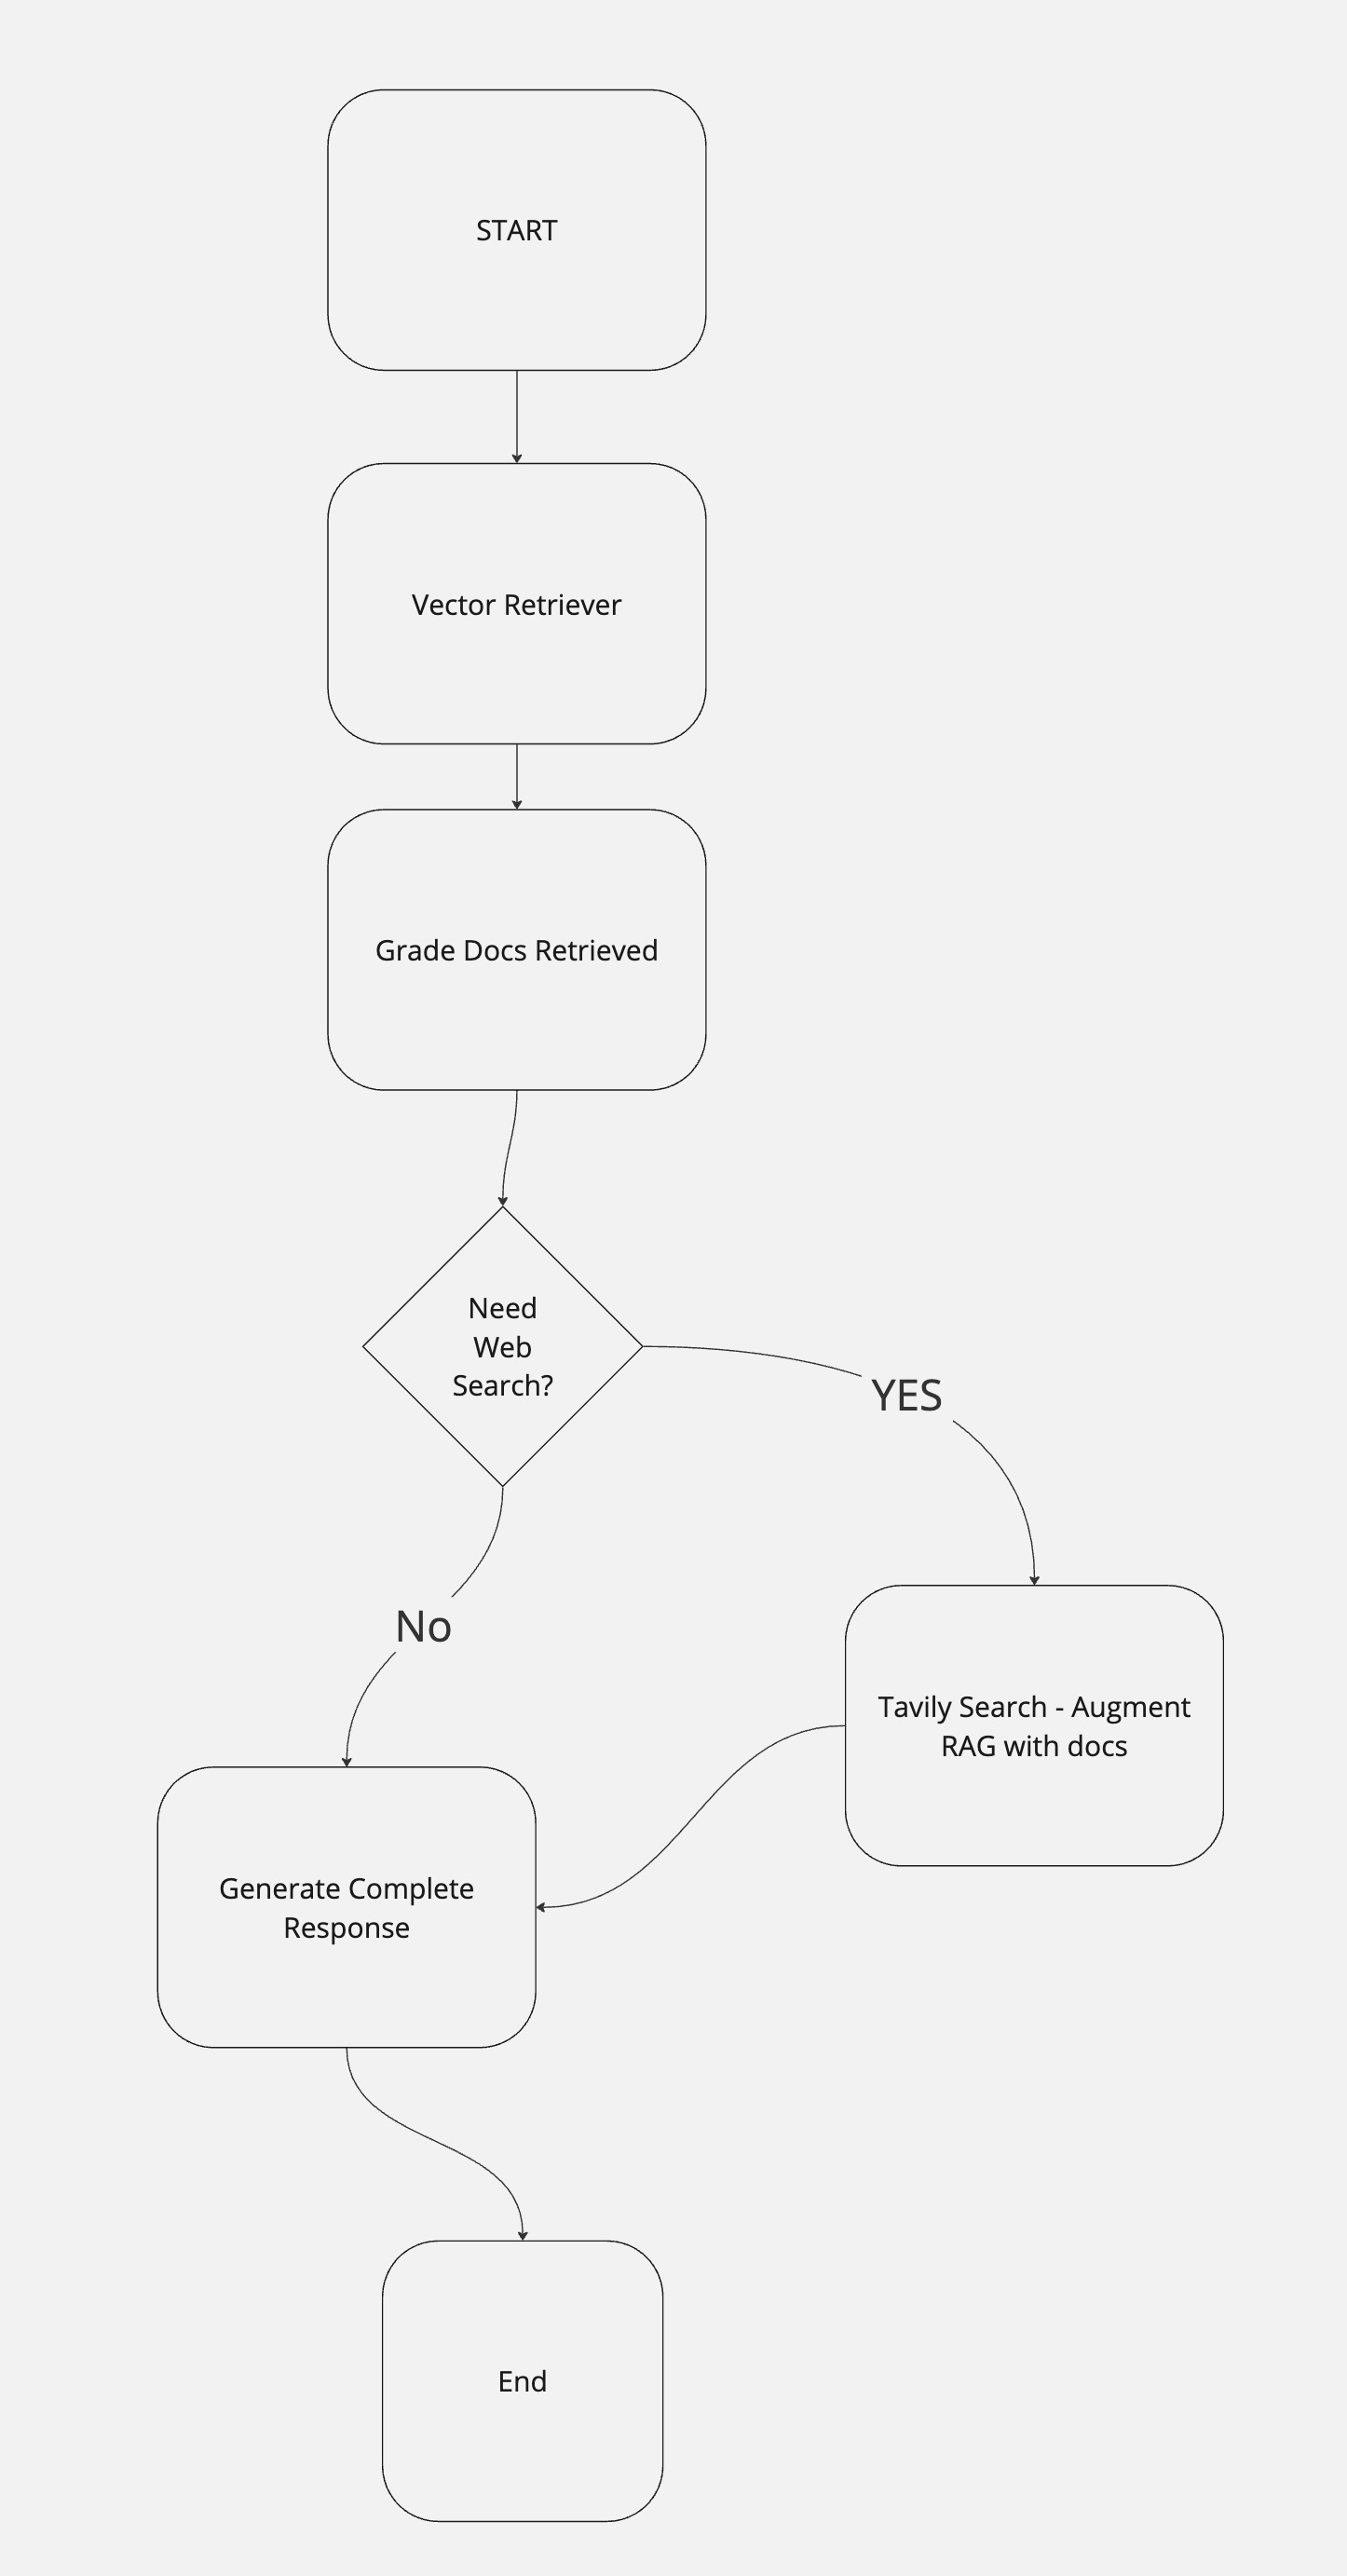 START
Vector Retriever
Grade Docs Retrieved
Need
Web
Search?
YES
No
Tavily Search - Augment
RAG with docs
Generate Complete
Response
End